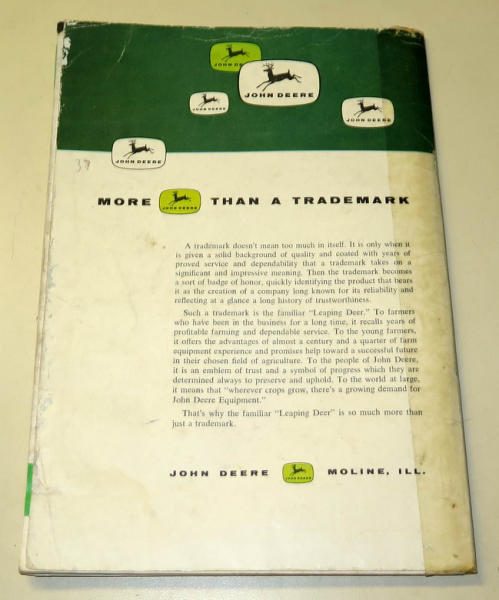 JOHN DEERE
JOHN DEERE
JOHN DEERE
JOHN DEERE
JOHN DEERE
37
MORE JOHN DEERE THAN A TRADEMARK
A trademark doesn't mean too much in itself. It is only when it
is given a solid background of quality and coated with years of
proved service and dependability that a trademark takes on a
significant and impressive meaning. Then the trademark becomes
a sort of badge of honor, quickly identifying the product that bears
it as the creation of a company long known for its reliability and
reflecting at a glance a long history of trustworthiness.
Such a trademark is the familiar "Leaping Deer." To farmers
who have been in the business for a long time, it recalls years of
profitable farming and dependable service. To the young farmers,
it offers the advantages of almost a century and a quarter of farm
equipment experience and promises help toward a successful future
in their chosen field of agriculture. To the people of John Deere,
it is an emblem of trust and a symbol of progress which they are
determined always to preserve and uphold. To the world at large,
it means that "wherever crops grow, there's a growing demand for
John Deere Equipment."
That's why the familiar "Leaping Deer" is so much more than
just a trademark.
JOHN DEERE JOHN DEERE MOLINE, ILL.